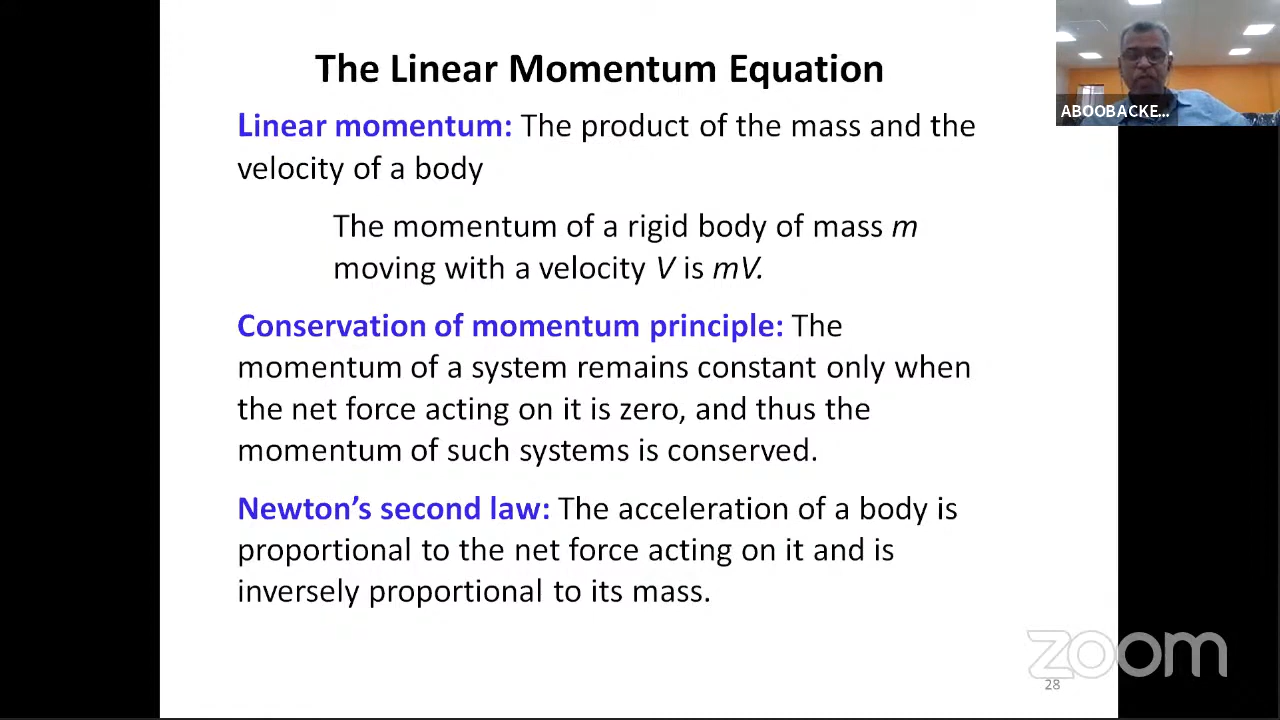 The Linear Momentum Equation
Linear momentum: The product of the mass and the
velocity of a body
The momentum of a rigid body of mass m
moving with a velocity V is mV.
Conservation of momentum principle: The
momentum of a system remains constant only when
the net force acting on it is zero, and thus the
momentum of such systems is conserved.
Newton’s second law: The acceleration of a body is
proportional to the net force acting on it and is
inversely proportional to its mass.
ABOOBACKE...
zoom
28